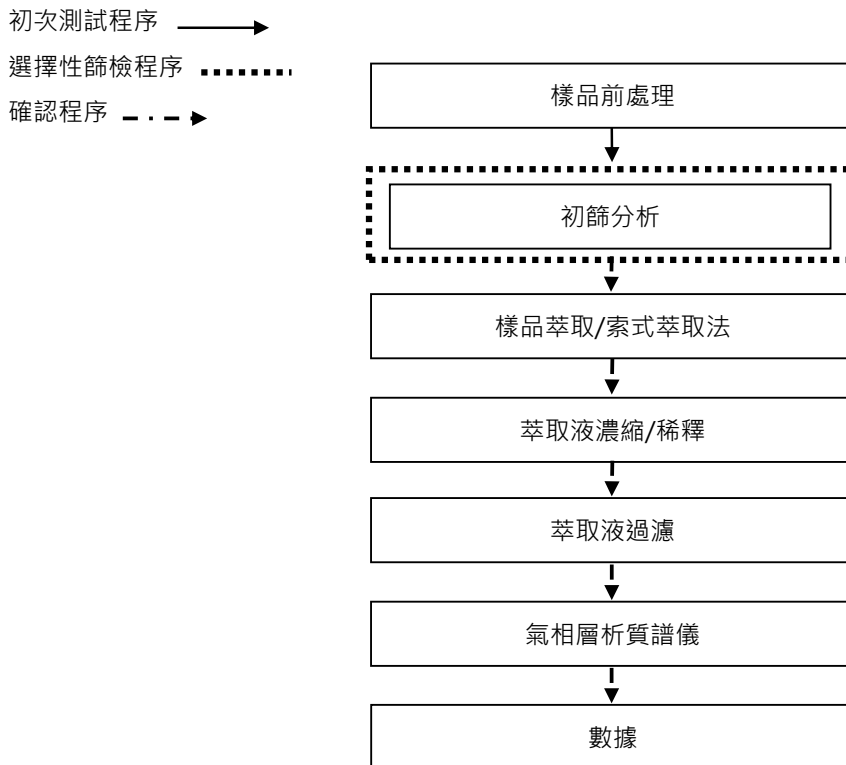 初次測試程序
選擇性篩檢程序
確認程序
樣品前處理
初篩分析
樣品萃取/索式萃取法
萃取液濃縮/稀釋
萃取液過濾
氣相層析質譜儀
數據